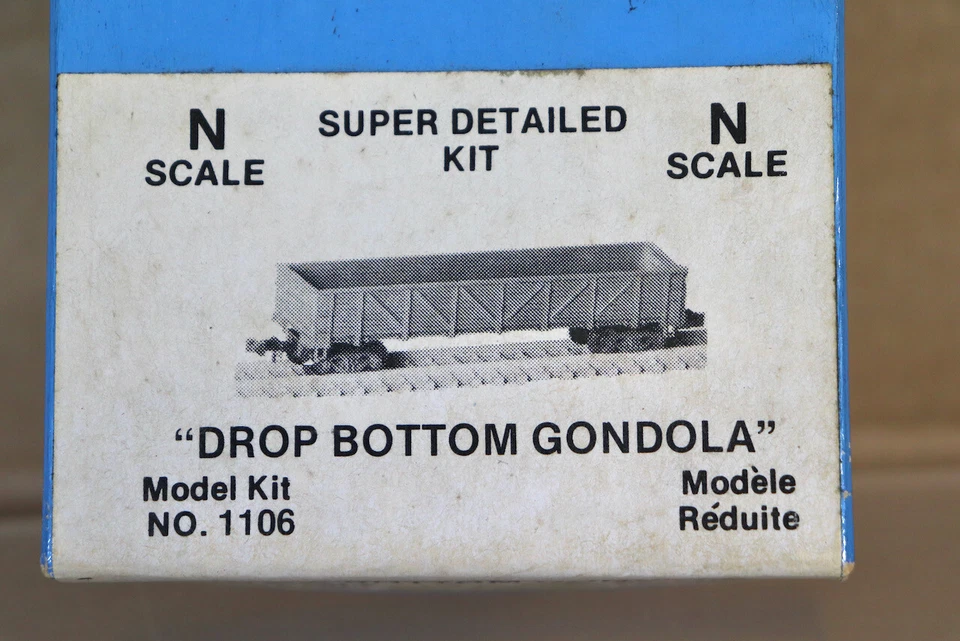 N
SCALE
SUPER DETAILED
KIT
N
SCALE
“DROP BOTTOM GONDOLA”
Model Kit
NO. 1106
Modèle
Réduite